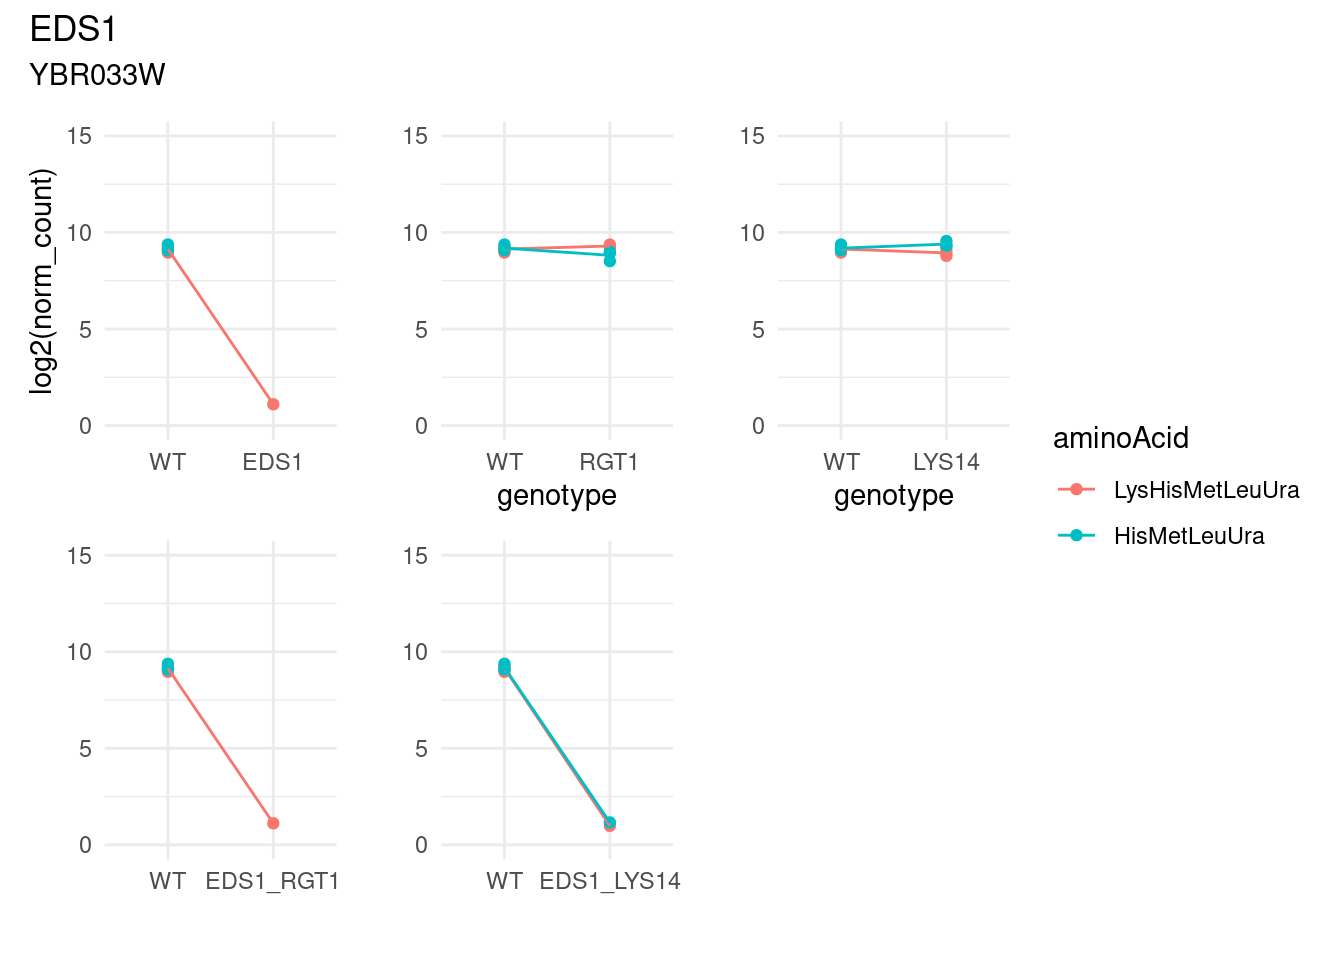 EDS1
YBR033W
log2(norm_count)
15
10
5
0
WT EDS1
15
10
5
0
WT RGT1
genotype
15
10
5
0
WT LYS14
genotype
aminoAcid
LysHisMetLeuUra
HisMetLeuUra
15
10
5
0
WT EDS1_RGT1
15
10
5
0
WT EDS1_LYS14